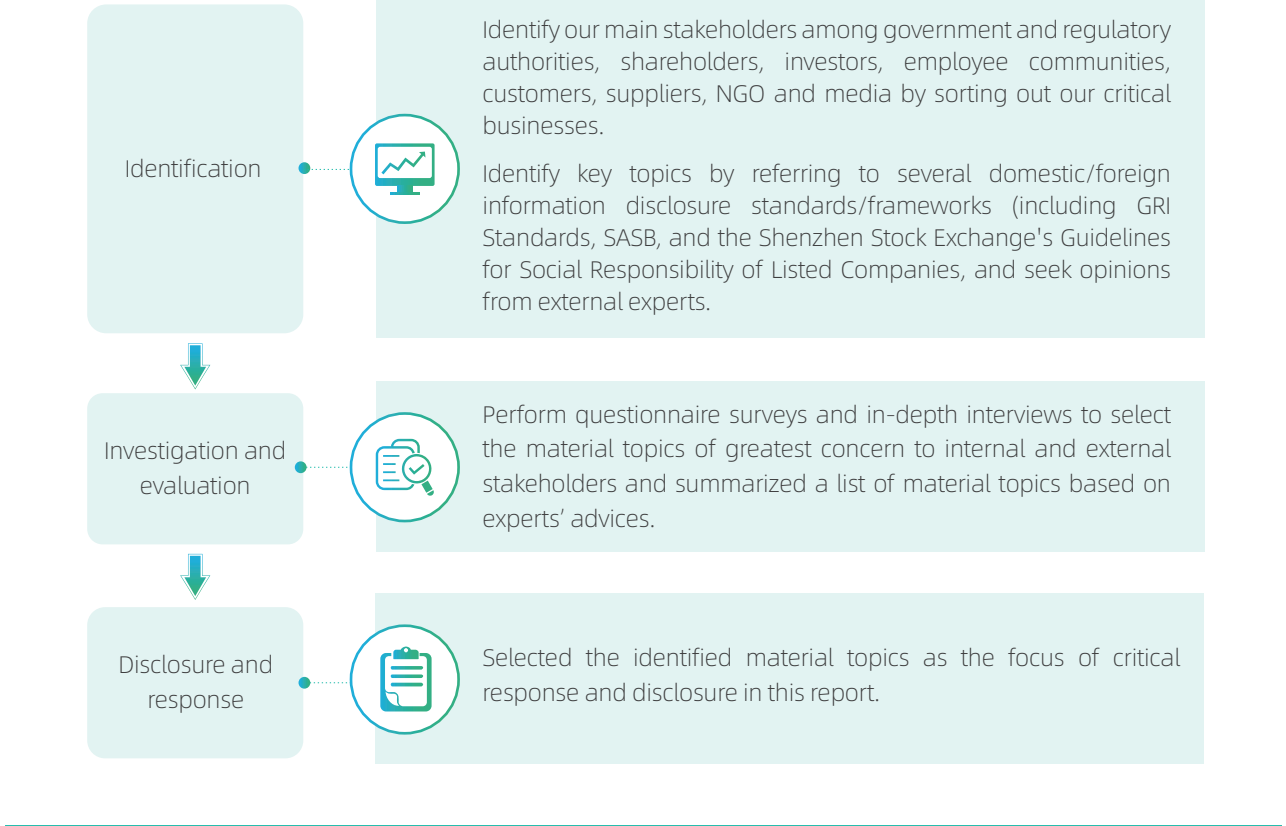 Identification
Identify our main stakeholders among government and regulatory
authorities, shareholders, investors, employee communities,
customers, suppliers, NGO and media by sorting out our critical
businesses.
Identify key topics by referring to several domestic/foreign
information disclosure standards/frameworks (including GRI
Standards, SASB, and the Shenzhen Stock Exchange's Guidelines
for Social Responsibility of Listed Companies, and seek opinions
from external experts.
Investigation and
evaluation
Perform questionnaire surveys and in-depth interviews to select
the material topics of greatest concern to internal and external
stakeholders and summarized a list of material topics based on
experts’ advices.
Disclosure and
response
Selected the identified material topics as the focus of critical
response and disclosure in this report.